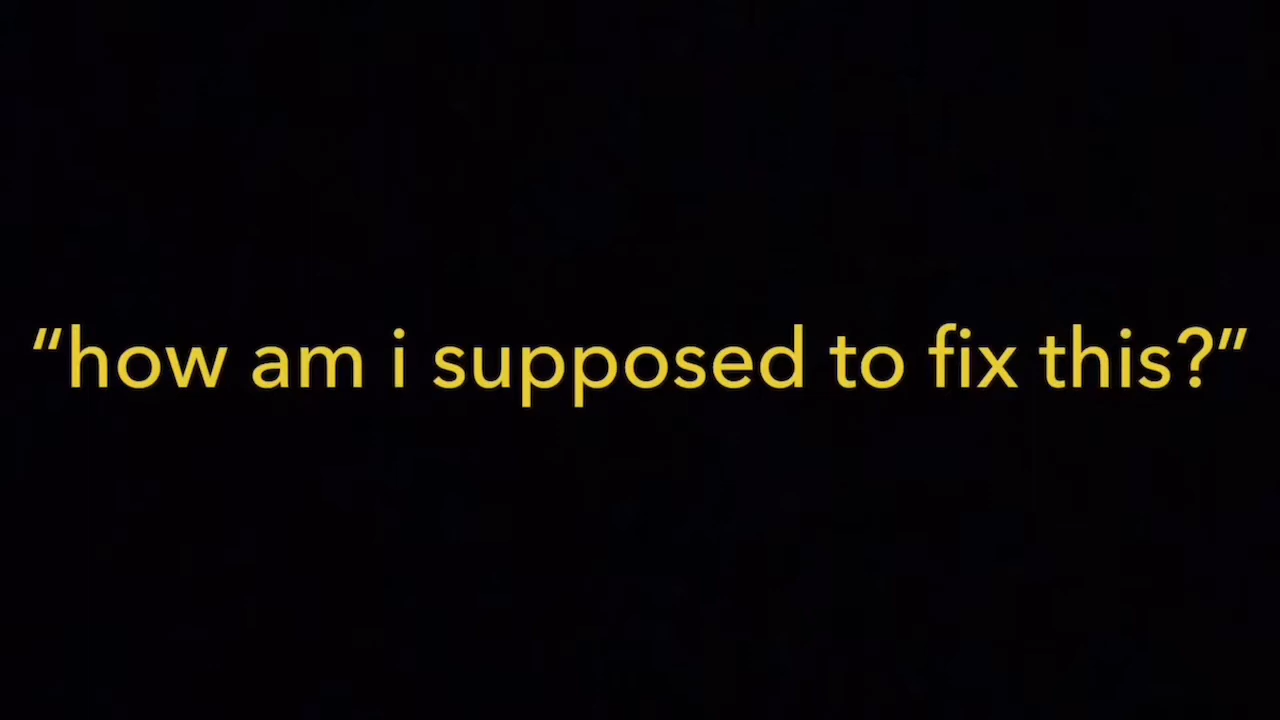 “how am i supposed to fix this?”